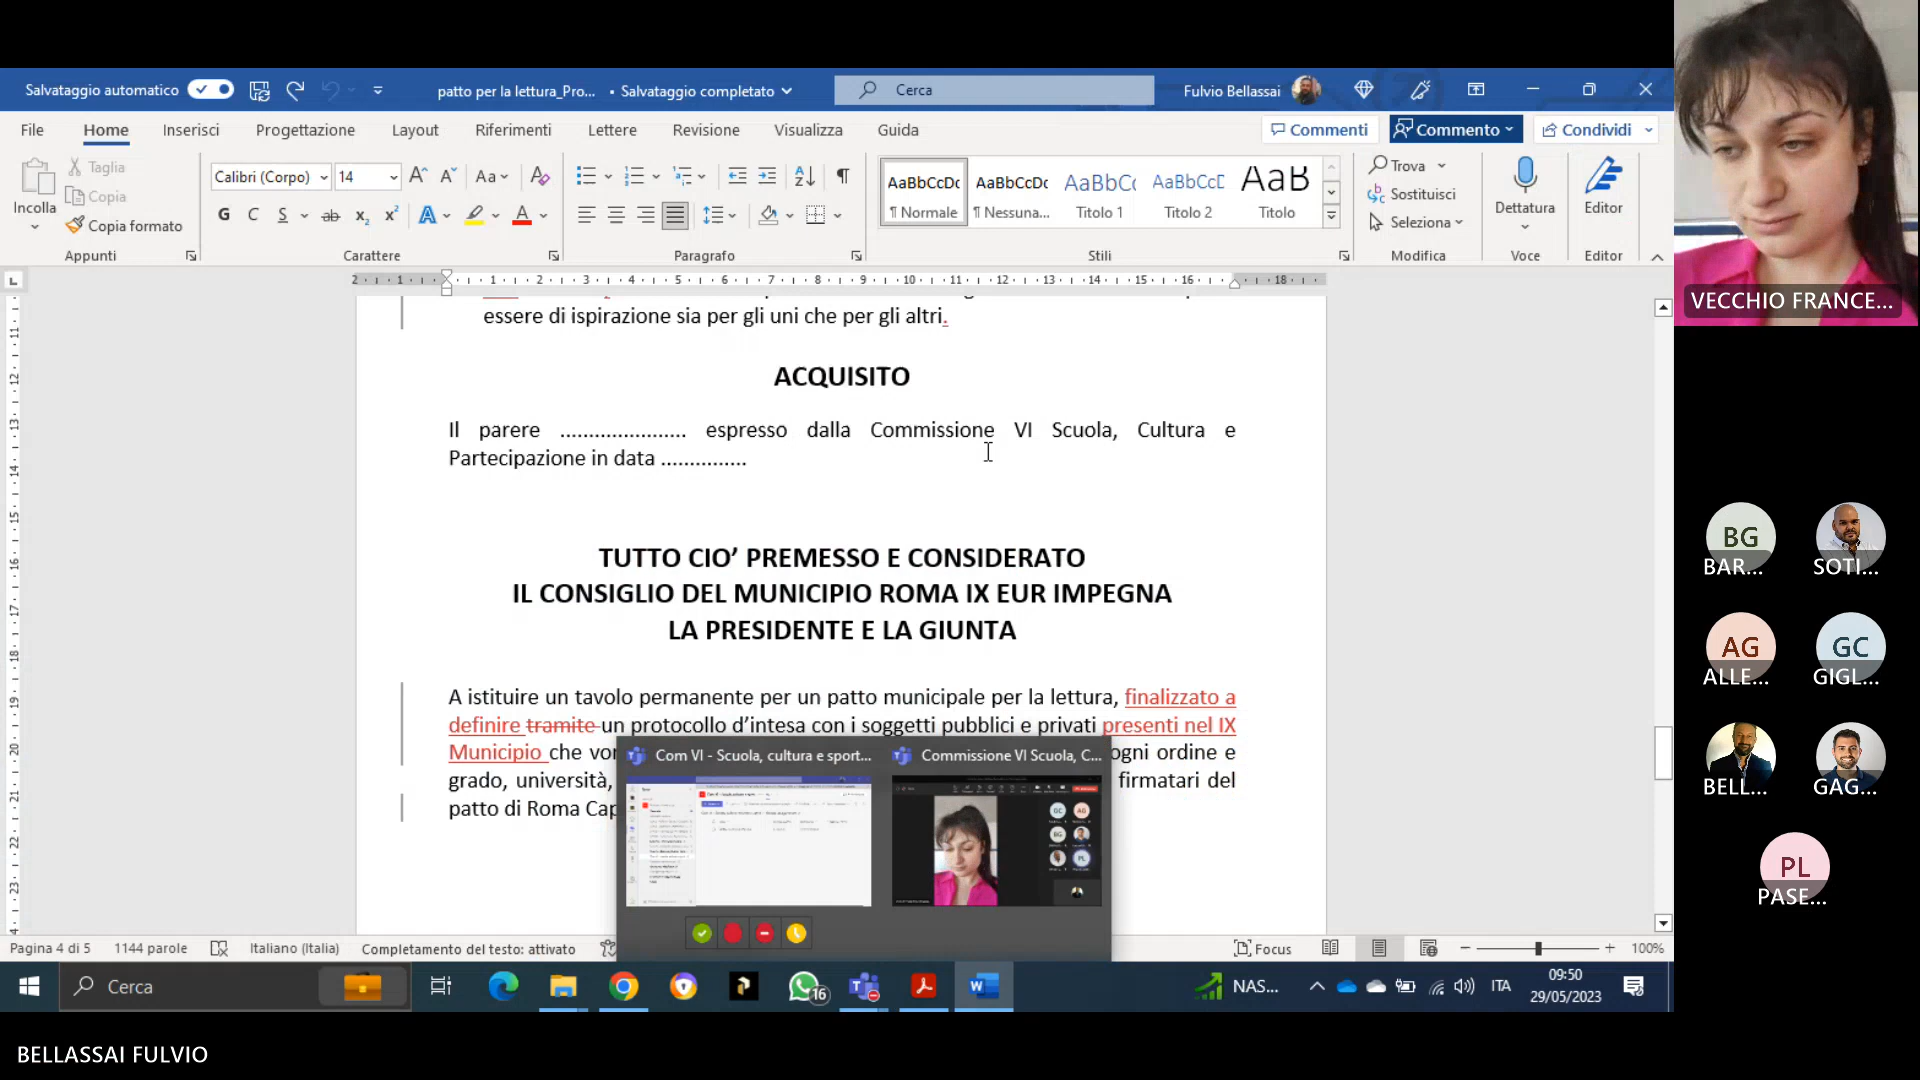 Salvataggio automatico
patto per la lettura_Pro... • Salvataggio completato
Cerca
Fulvio Bellassai
File Home Inserisci Progettazione Layout Riferimenti Lettere Revisione Visualizza Guida
Commenti Commento Condividi
Incolla
Taglia
Copia
Copia formato
Appunti
Calibri (Corpo) 14
Carattere
Paragrafo
AaBbCcDc AaBbCcDc AaBbCc AaBbCcD AaB
¶ Normale ¶ Nessuna... Titolo 1 Titolo 2 Titolo
Stili
Trova
Sostituisci
Seleziona
Modifica
Dettatura
Voce
Editor
Editor
essere di ispirazione sia per gli uni che per gli altri.
ACQUISITO
Il parere ...................... espresso dalla Commissione VI Scuola, Cultura e
Partecipazione in data ...............
TUTTO CIO’ PREMESSO E CONSIDERATO
IL CONSIGLIO DEL MUNICIPIO ROMA IX EUR IMPEGNA
LA PRESIDENTE E LA GIUNTA
A istituire un tavolo permanente per un patto municipale per la lettura, finalizzato a
definire tramite un protocollo d’intesa con i soggetti pubblici e privati presenti nel IX
Municipio che vor ogni ordine e
grado, università, firmatari del
patto di Roma Cap
Com VI - Scuola, cultura e sport...
Commissione VI Scuola, C...
Pagina 4 di 5 1144 parole Italiano (Italia) Completamento del testo: attivato
Focus
100%
Cerca
16
NAS...
ITA
09:50
29/05/2023
VECCHIO FRANCE...
BG
BAR...
SOTI...
AG
ALLE...
GC
GIGL...
BELL...
GAG...
PL
PASE...
BELLASSAI FULVIO